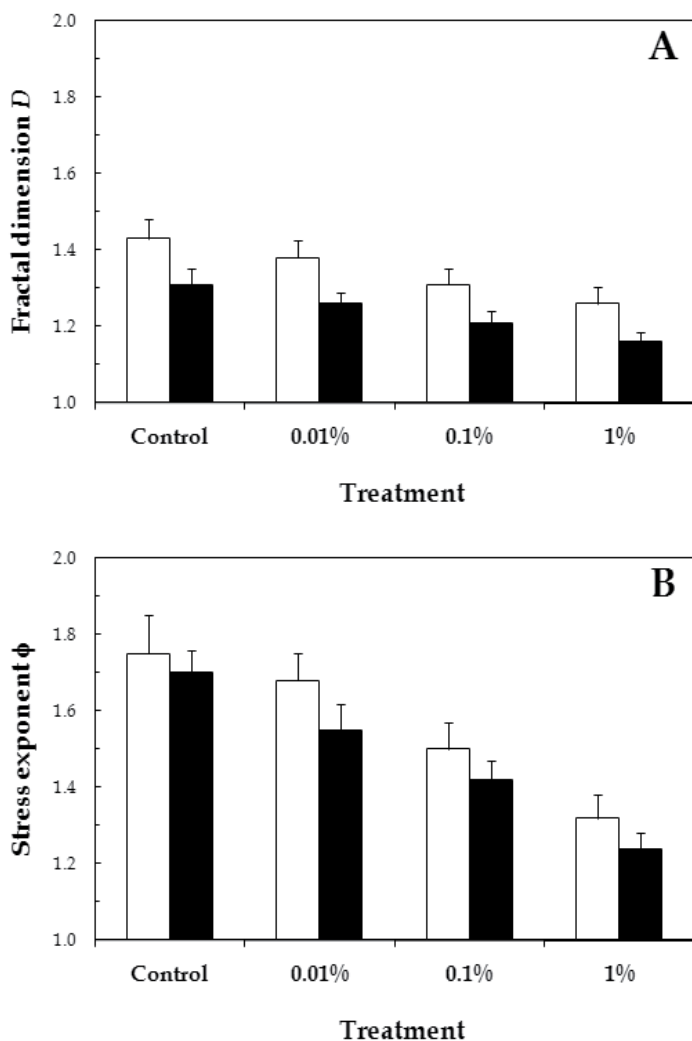 A
Fractal dimension D
2.0
1.8
1.6
1.4
1.2
1.0
Control 0.01% 0.1% 1%
Treatment
B
Stress exponent ϕ
2.0
1.8
1.6
1.4
1.2
1.0
Control 0.01% 0.1% 1%
Treatment